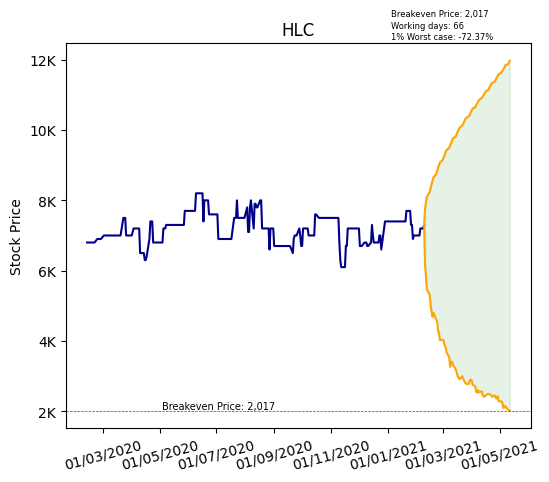 Breakeven Price: 2,017
Working days: 66
1% Worst case: -72.37%
HLC
Stock Price
12K
10K
8K
6K
4K
2K
Breakeven Price: 2,017
01/03/2020
01/05/2020
01/07/2020
01/09/2020
01/11/2020
01/01/2021
01/03/2021
01/05/2021